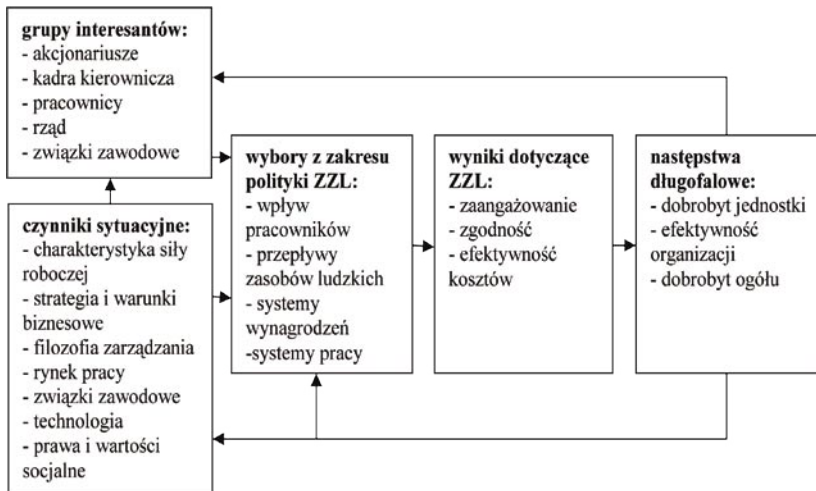 grupy interesantów:
- akcjonariusze
- kadra kierownicza
- pracownicy
- rząd
- związki zawodowe
czynniki sytuacyjne:
- charakterystyka siły
roboczej
- strategia i warunki
biznesowe
- filozofia zarządzania
- rynek pracy
- związki zawodowe
- technologia
- prawa i wartości
socjalne
wybory z zakresu
polityki ZZL:
- wpływ
pracowników
- przepływy
zasobów ludzkich
- systemy
wynagrodzeń
-systemy pracy
wyniki dotyczące
ZZL:
- zaangażowanie
- zgodność
- efektywność
kosztów
następstwa
długofalowe:
- dobrobyt jednostki
- efektywność
organizacji
- dobrobyt ogółu